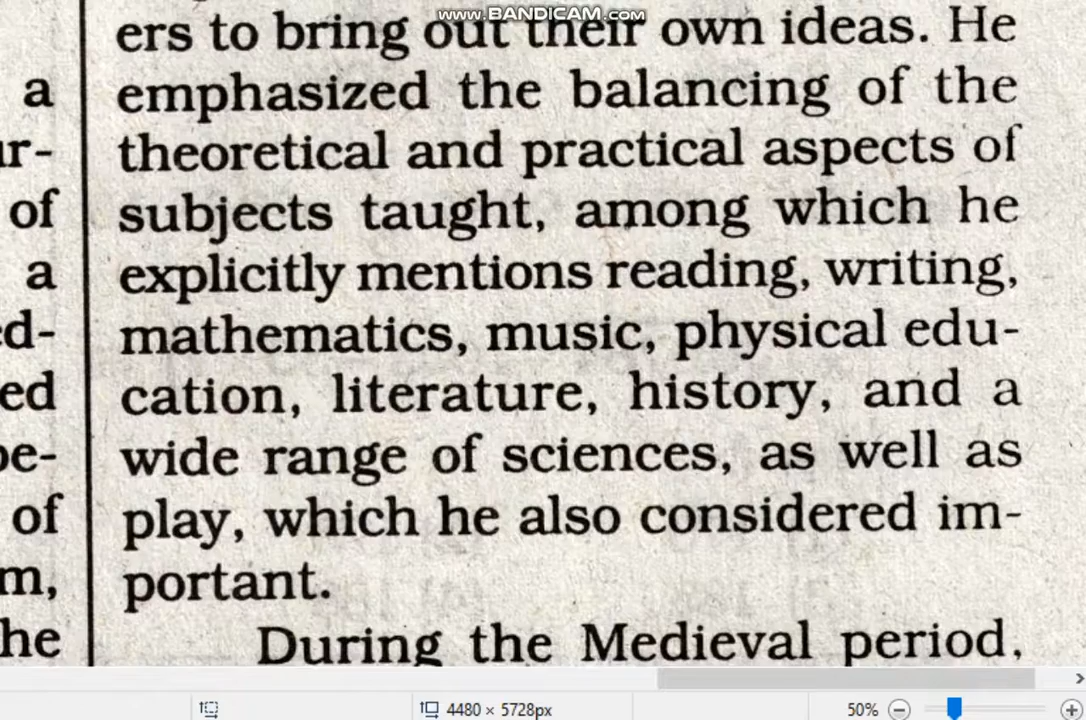 www.BANDICAM.com
ers to bring out their own ideas. He
emphasized the balancing of the
theoretical and practical aspects of
subjects taught, among which he
explicitly mentions reading, writing,
mathematics, music, physical edu-
cation, literature, history, and a
wide range of sciences, as well as
play, which he also considered im-
portant.
During the Medieval period,
a
ur-
of
a
ed-
ed
pe-
of
m,
he
4480 × 5728px
50%